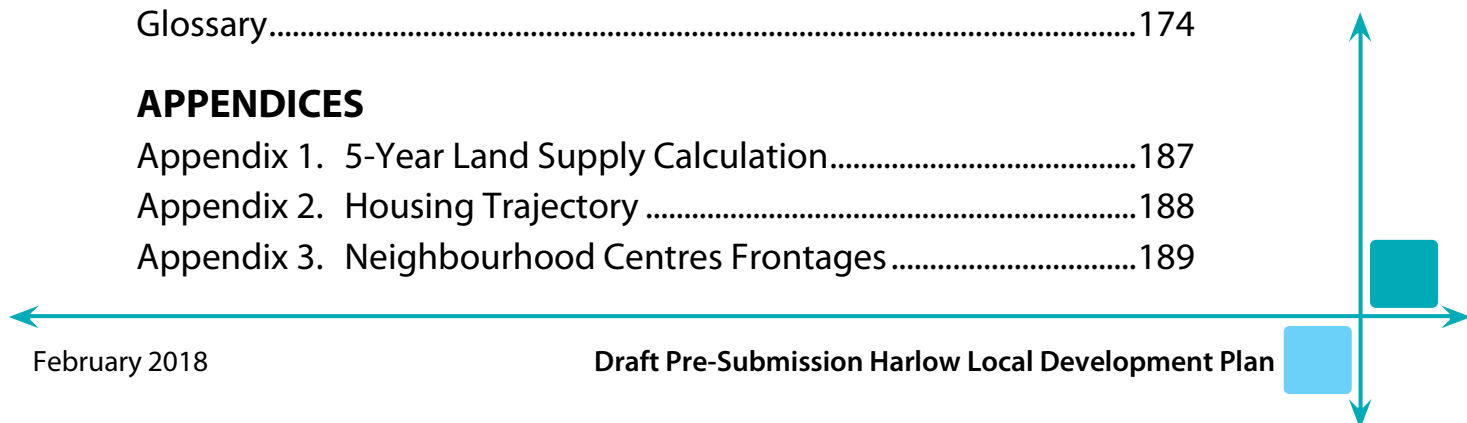 Glossary.......................................................................................................................174
APPENDICES
Appendix 1. 5-Year Land Supply Calculation........................................187
Appendix 2. Housing Trajectory ................................................................188
Appendix 3. Neighbourhood Centres Frontages................................189
February 2018 Draft Pre-Submission Harlow Local Development Plan